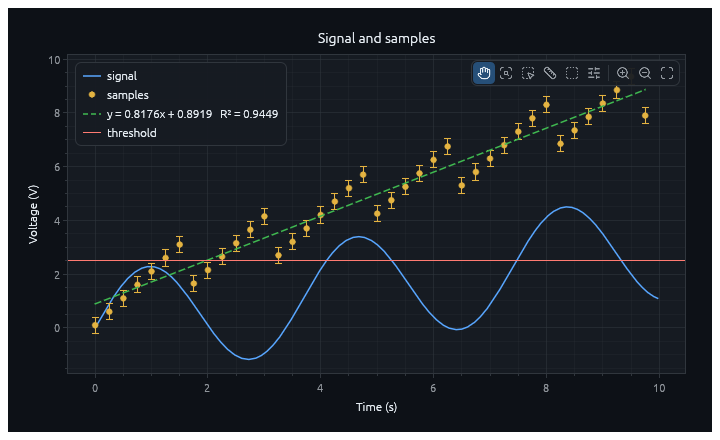 Signal and samples
10
8
6
4
2
0
Voltage (V)
signal
samples
y = 0.8176x + 0.8919 R² = 0.9449
threshold
0
2
4
6
8
10
Time (s)